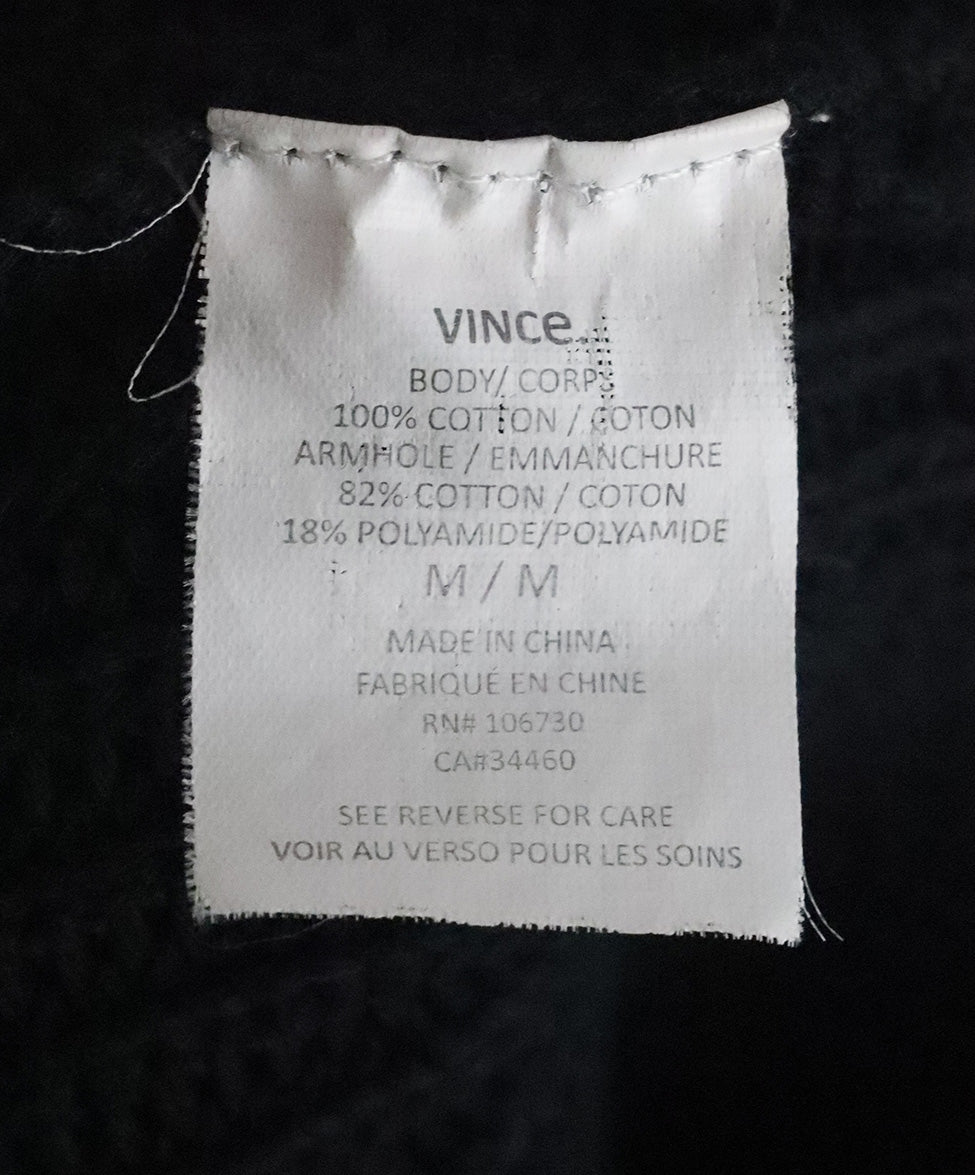 VINCe.
BODY/ CORPS
100% COTTON / COTON
ARMHOLE / EMMANCHURE
82% COTTON / COTON
18% POLYAMIDE/POLYAMIDE
M / M
MADE IN CHINA
FABRIQUÉ EN CHINE
RN# 106730
CA#34460
SEE REVERSE FOR CARE
VOIR AU VERSO POUR LES SOINS